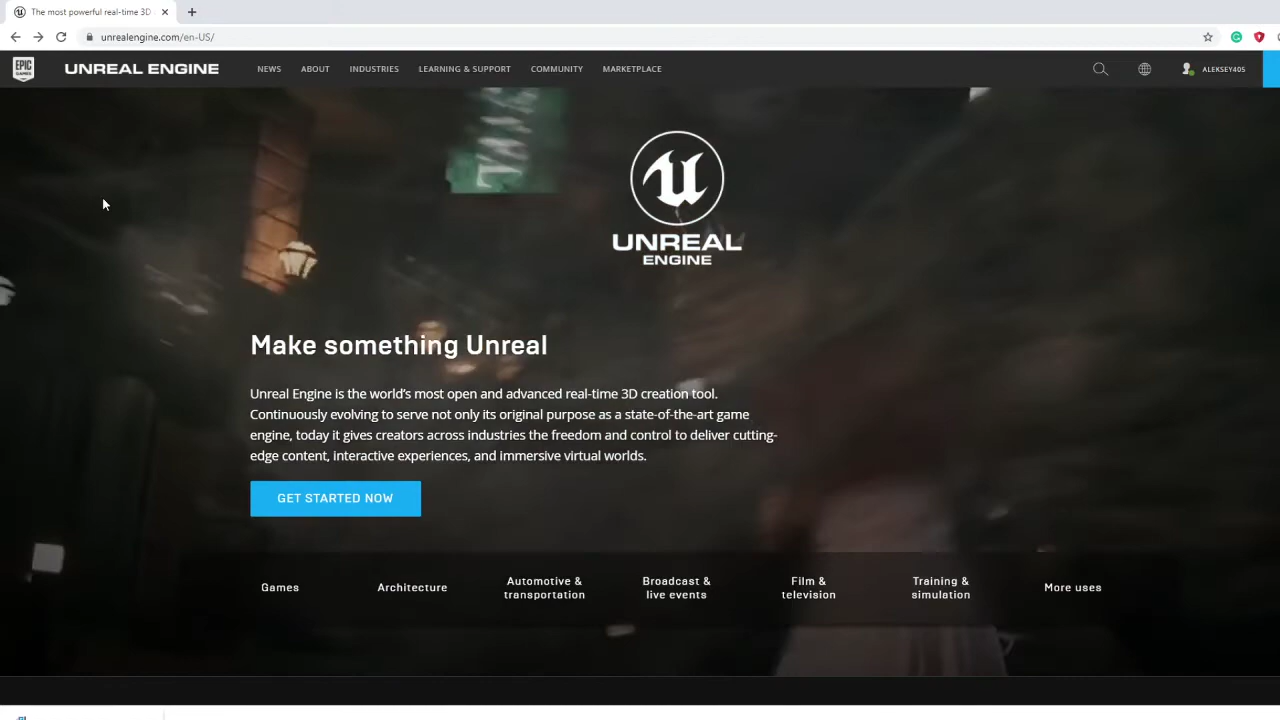 The most powerful real-time 3D
unrealengine.com/en-US/
EPIC GAMES
UNREAL ENGINE
NEWS
ABOUT
INDUSTRIES
LEARNING & SUPPORT
COMMUNITY
MARKETPLACE
ALEKSEY405
UNREAL
ENGINE
Make something Unreal
Unreal Engine is the world's most open and advanced real-time 3D creation tool.
Continuously evolving to serve not only its original purpose as a state-of-the-art game
engine, today it gives creators across industries the freedom and control to deliver cutting-
edge content, interactive experiences, and immersive virtual worlds.
GET STARTED NOW
Games
Architecture
Automotive &
transportation
Broadcast &
live events
Film &
television
Training &
simulation
More uses